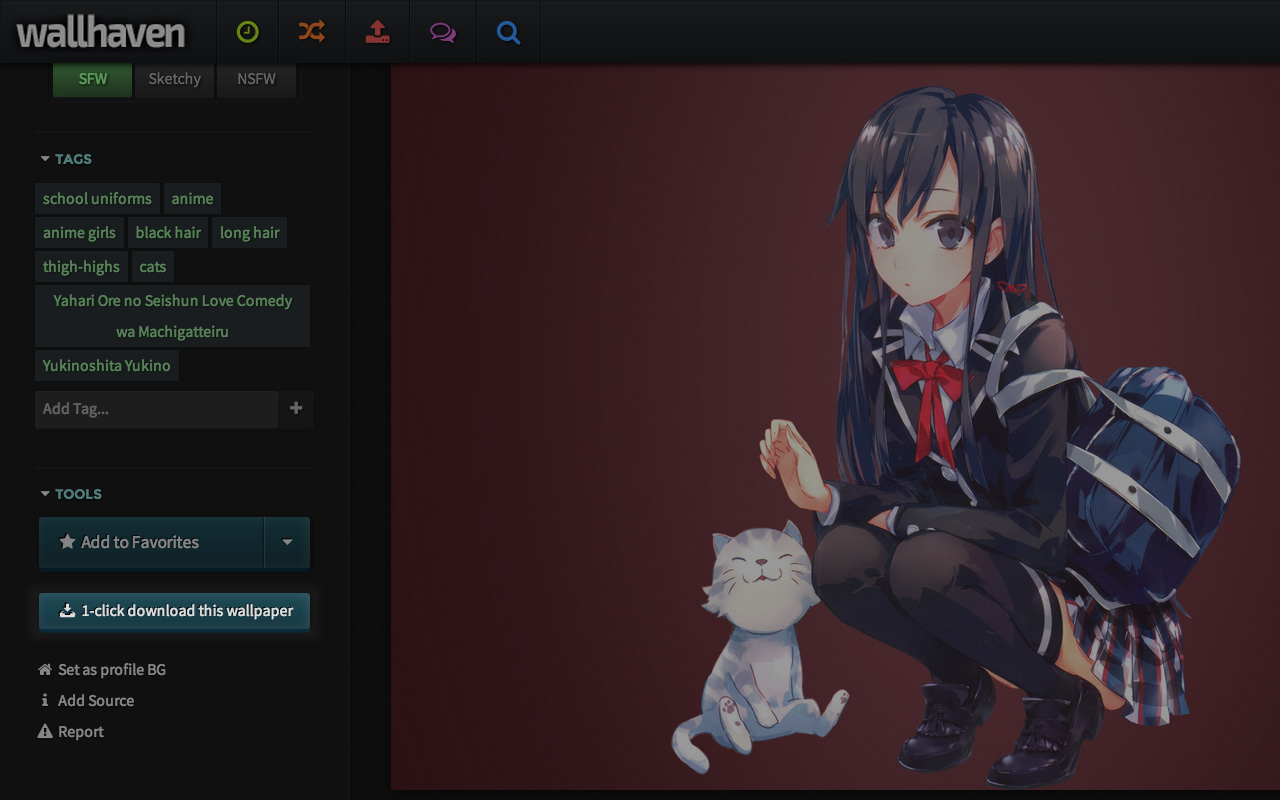 wallhaven
SFW Sketchy NSFW
TAGS
school uniforms anime
anime girls black hair long hair
thigh-highs cats
Yahari Ore no Seishun Love Comedy
wa Machigatteiru
Yukinoshita Yukino
Add Tag...
TOOLS
Add to Favorites
1-click download this wallpaper
Set as profile BG
Add Source
Report